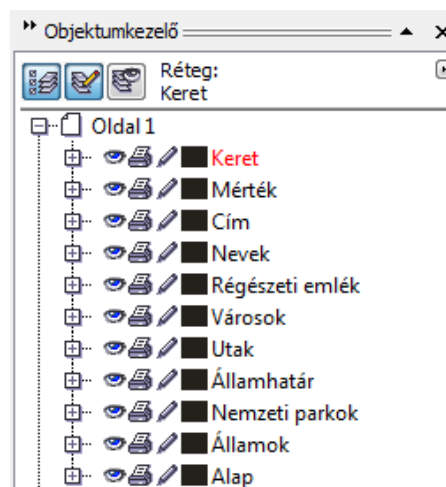 Objektumkezelő
Réteg:
Keret
Oldal 1
Keret
Mérték
Cím
Nevek
Régészeti emlék
Városok
Utak
Államhatár
Nemzeti parkok
Államok
Alap